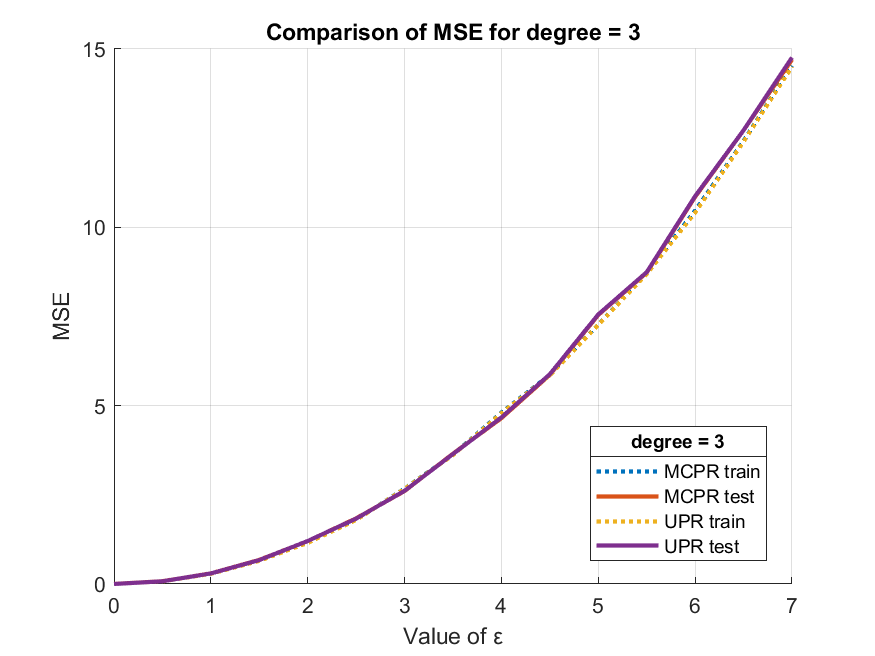 Comparison of MSE for degree = 3
15
10
5
0
MSE
0 1 2 3 4 5 6 7
Value of ε
degree = 3
MCPR train
MCPR test
UPR train
UPR test